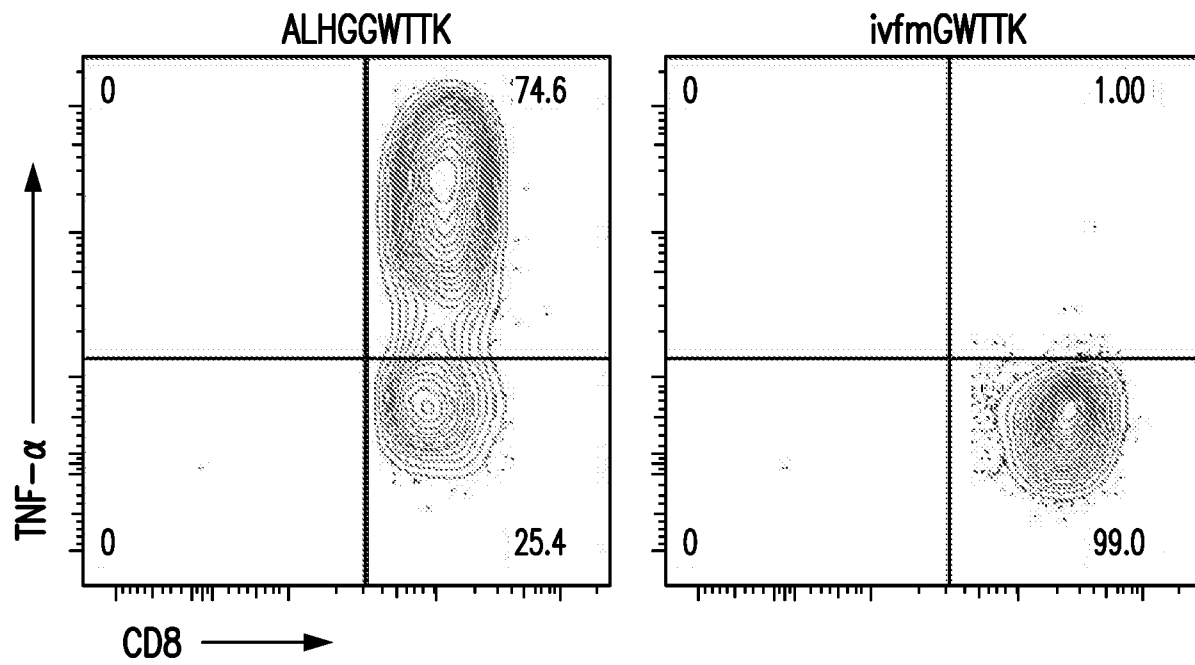 ALHGGWTTK
ivfmGWTTK
0
74.6
0
1.00
TNF-α
0
25.4
0
99.0
CD8